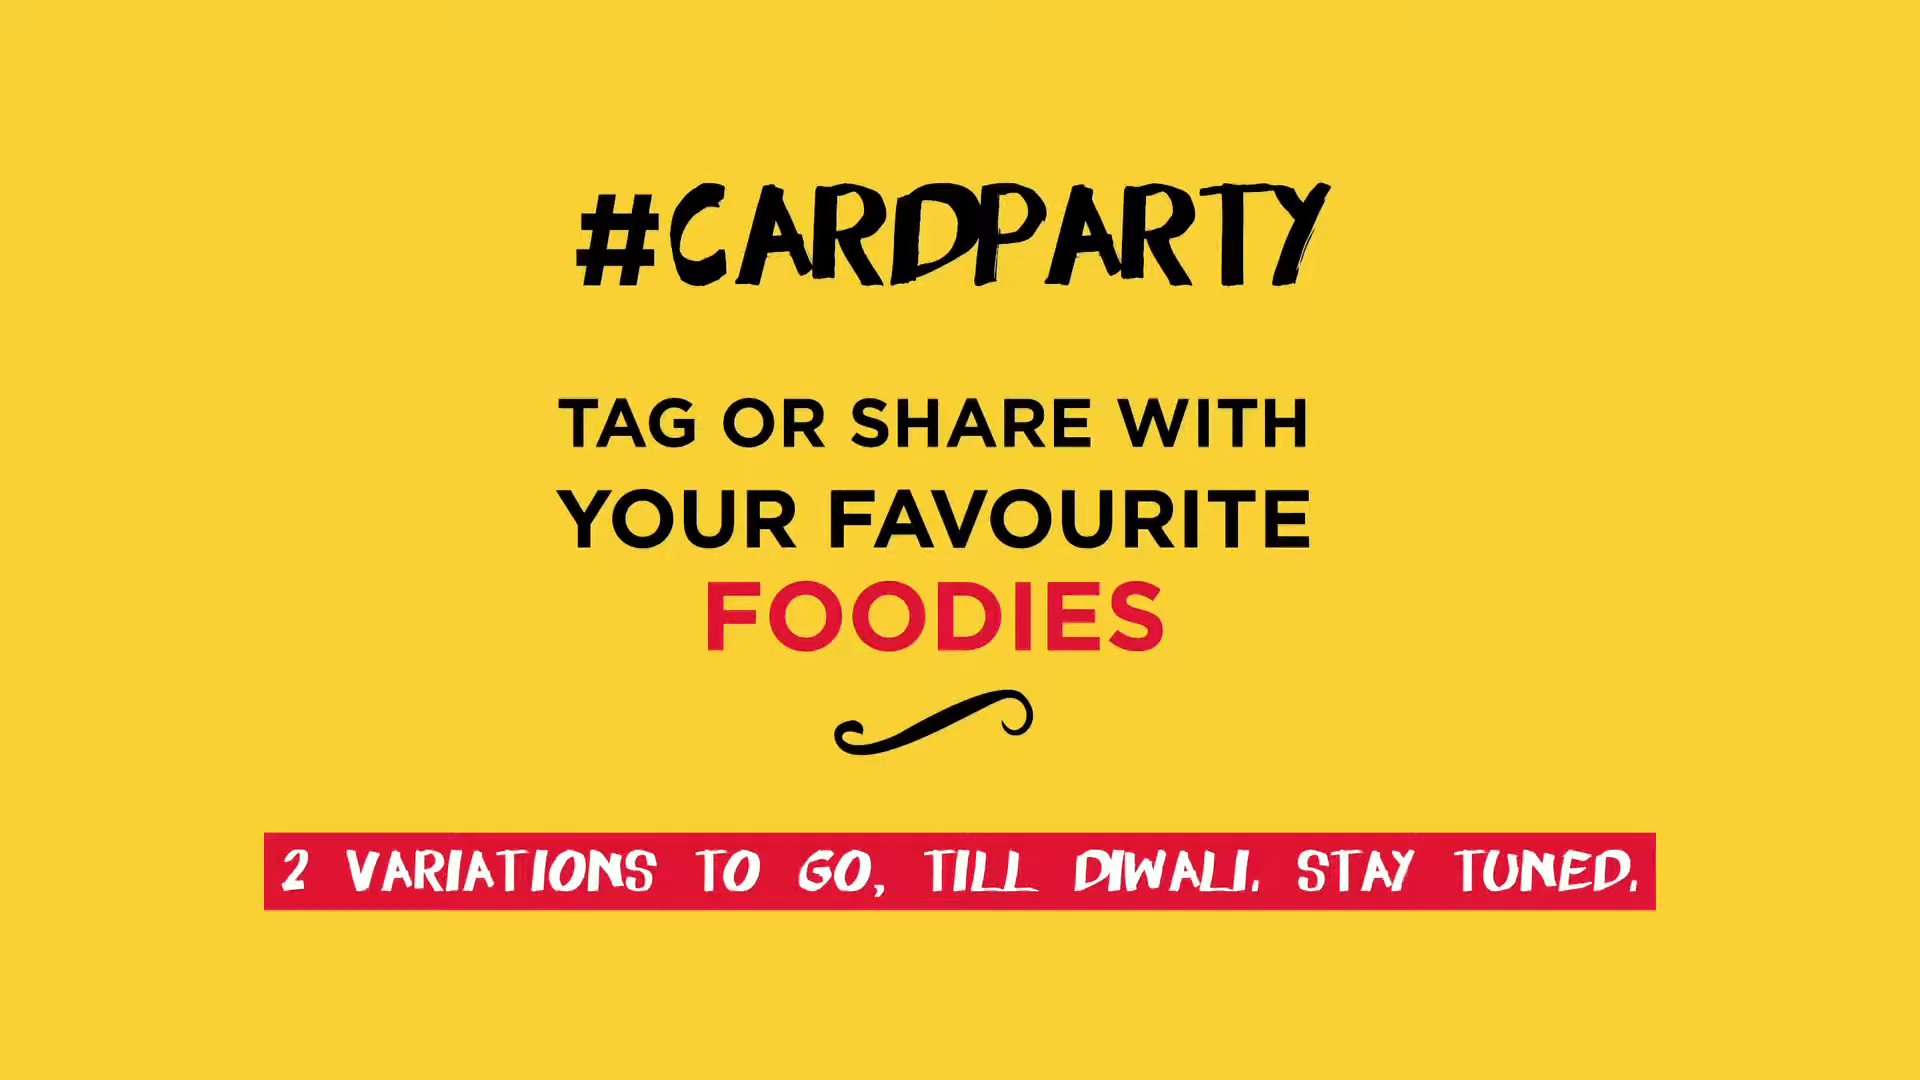 #CARDPARTY
TAG OR SHARE WITH
YOUR FAVOURITE
FOODIES
2 VARIATIONS TO GO, TILL DIWALI. STAY TUNED.